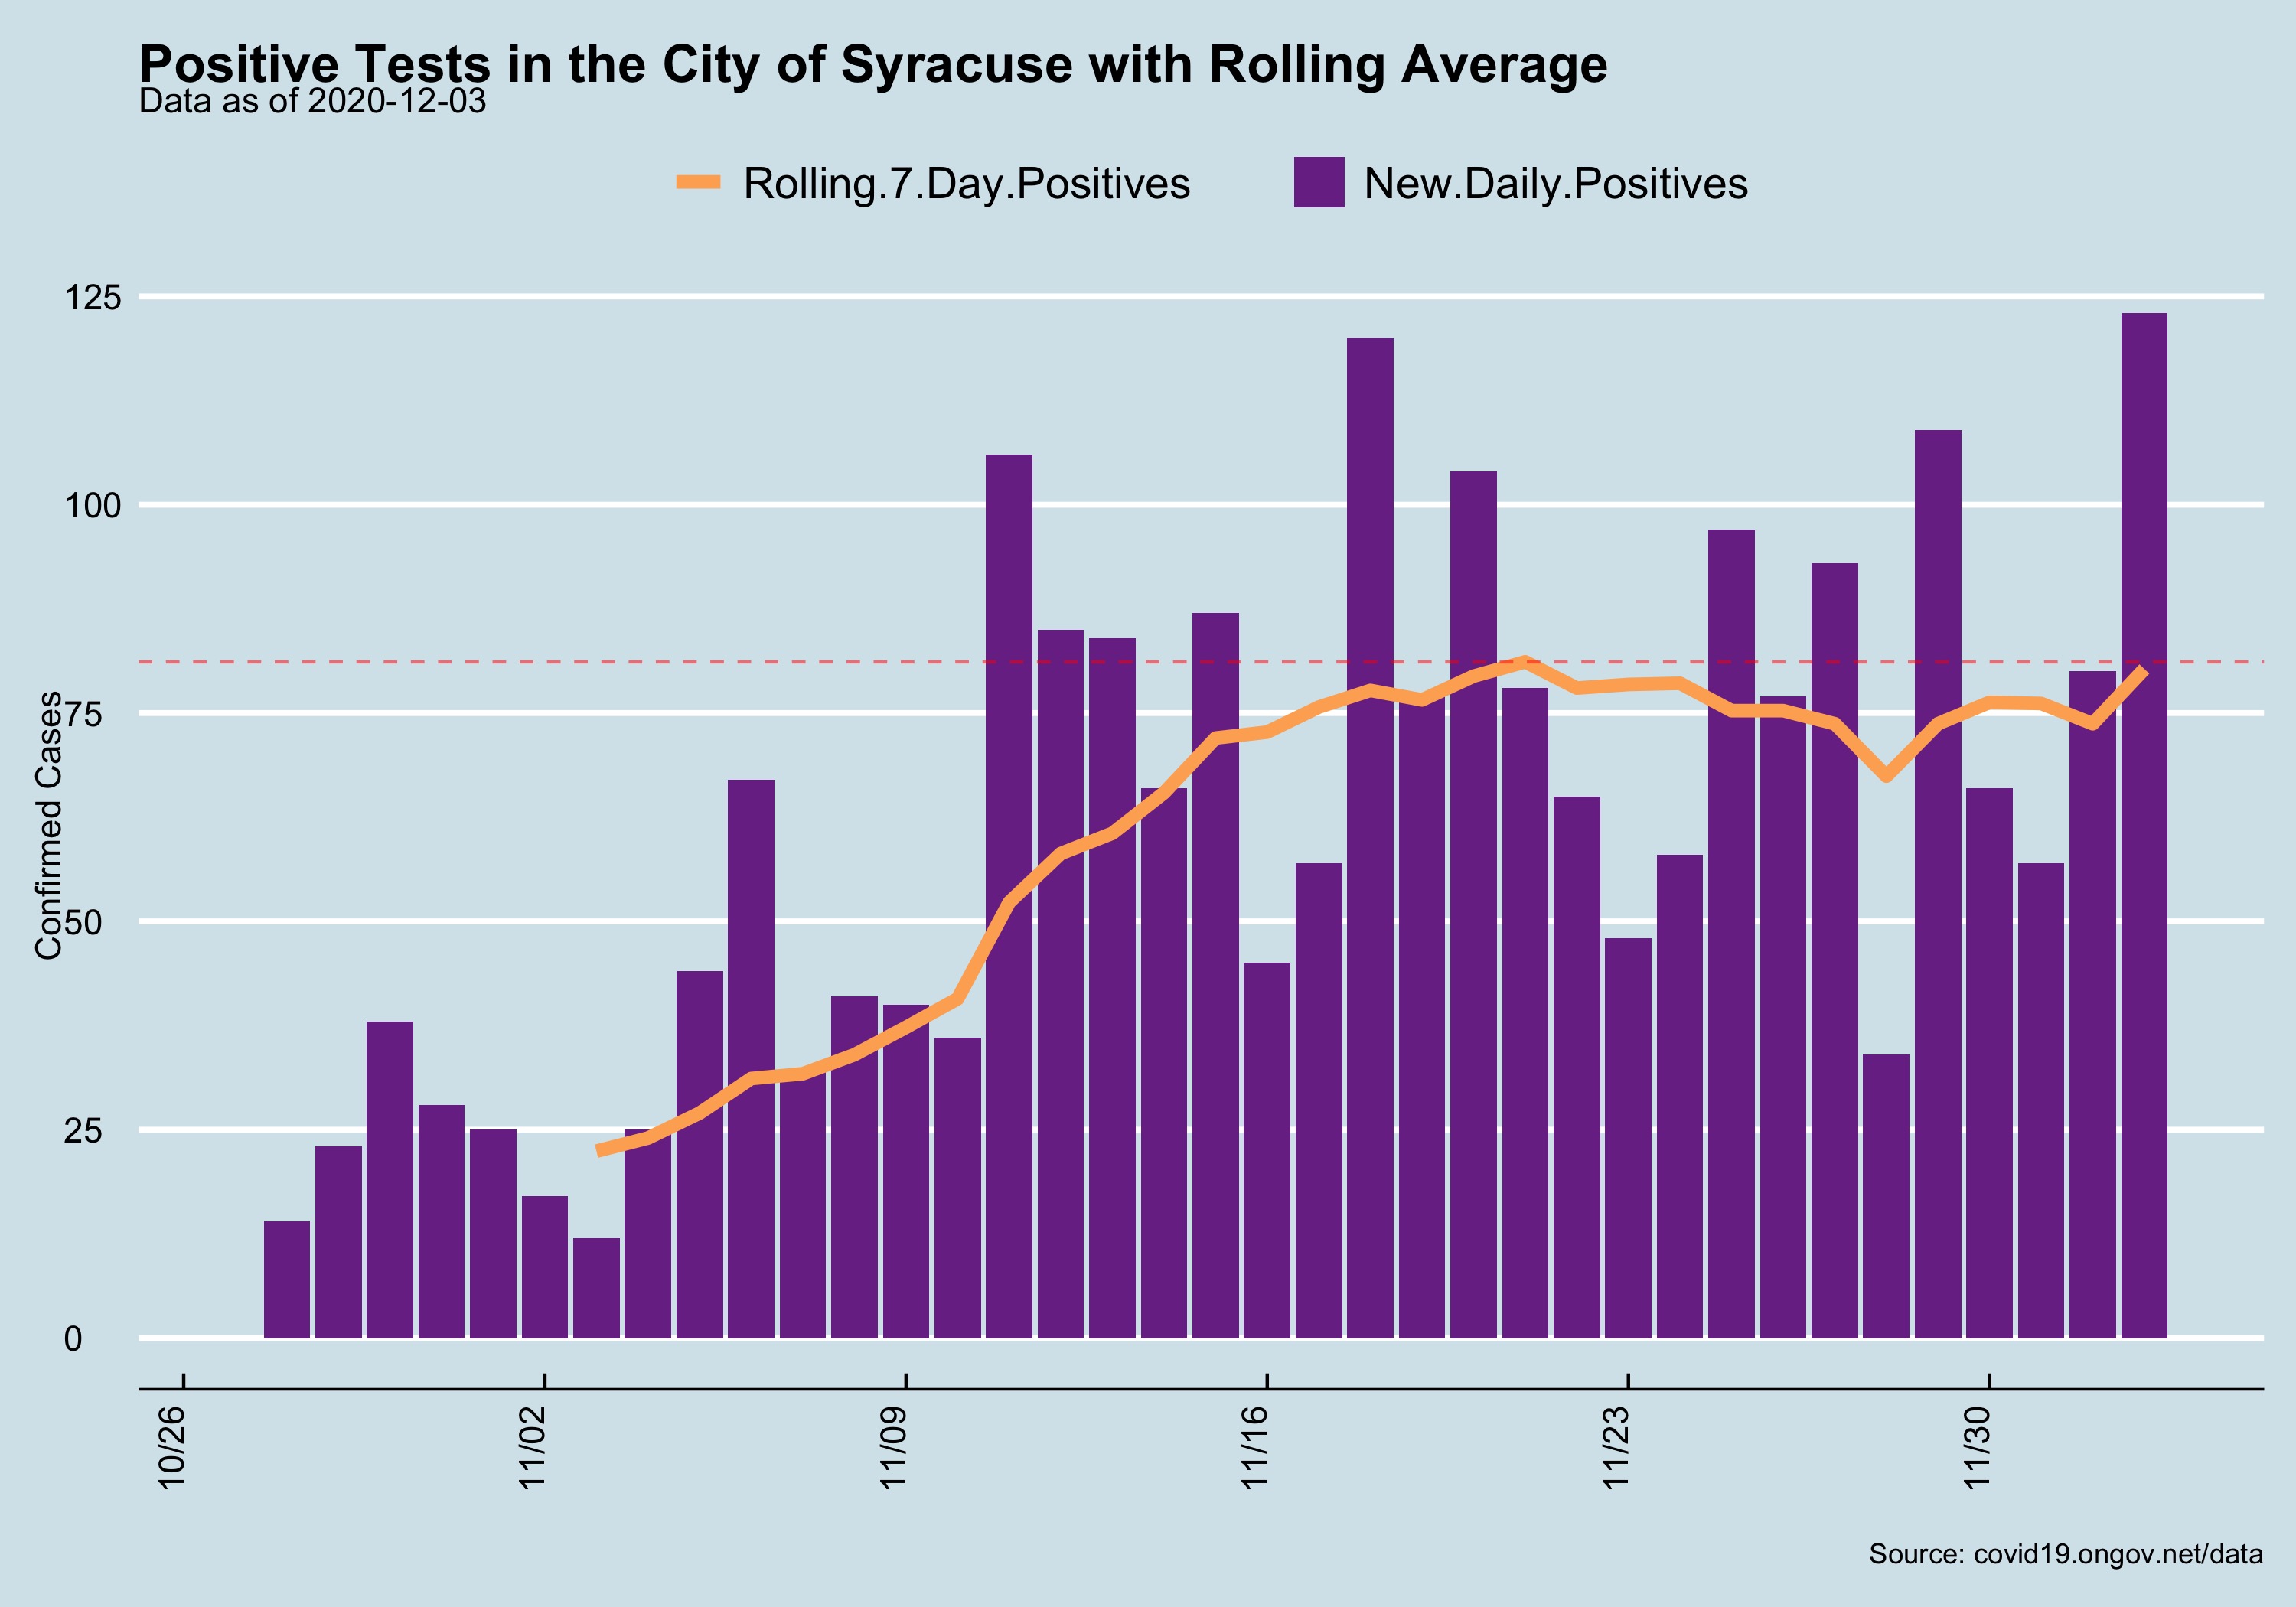 Positive Tests in the City of Syracuse with Rolling Average
Data as of 2020-12-03
Rolling.7.Day.Positives New.Daily.Positives
125
100
75
50
25
0
Confirmed Cases
10/26 11/02 11/09 11/16 11/23 11/30
Source: covid19.ongov.net/data